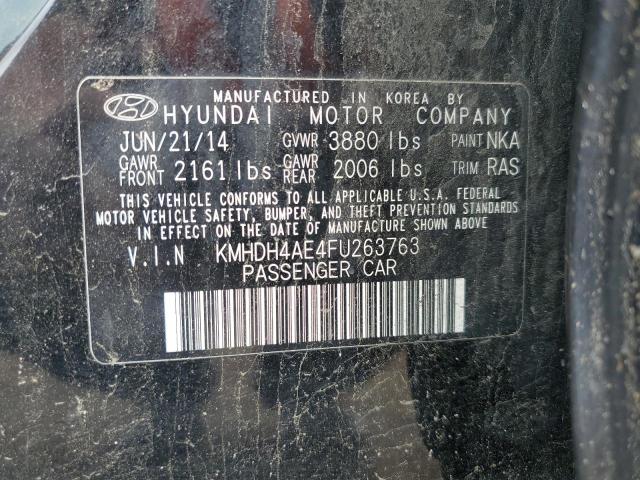 MANUFACTURED IN KOREA BY
HYUNDAI MOTOR COMPANY
JUN/21/14 GVWR 3880 lbs PAINT NKA
GAWR FRONT 2161 lbs GAWR REAR 2006 lbs TRIM RAS
THIS VEHICLE CONFORMS TO ALL APPLICABLE U.S.A. FEDERAL
MOTOR VEHICLE SAFETY, BUMPER, AND THEFT PREVENTION STANDARDS
IN EFFECT ON THE DATE OF MANUFACTURE SHOWN ABOVE
V.I.N KMHDH4AE4FU263763
PASSENGER CAR